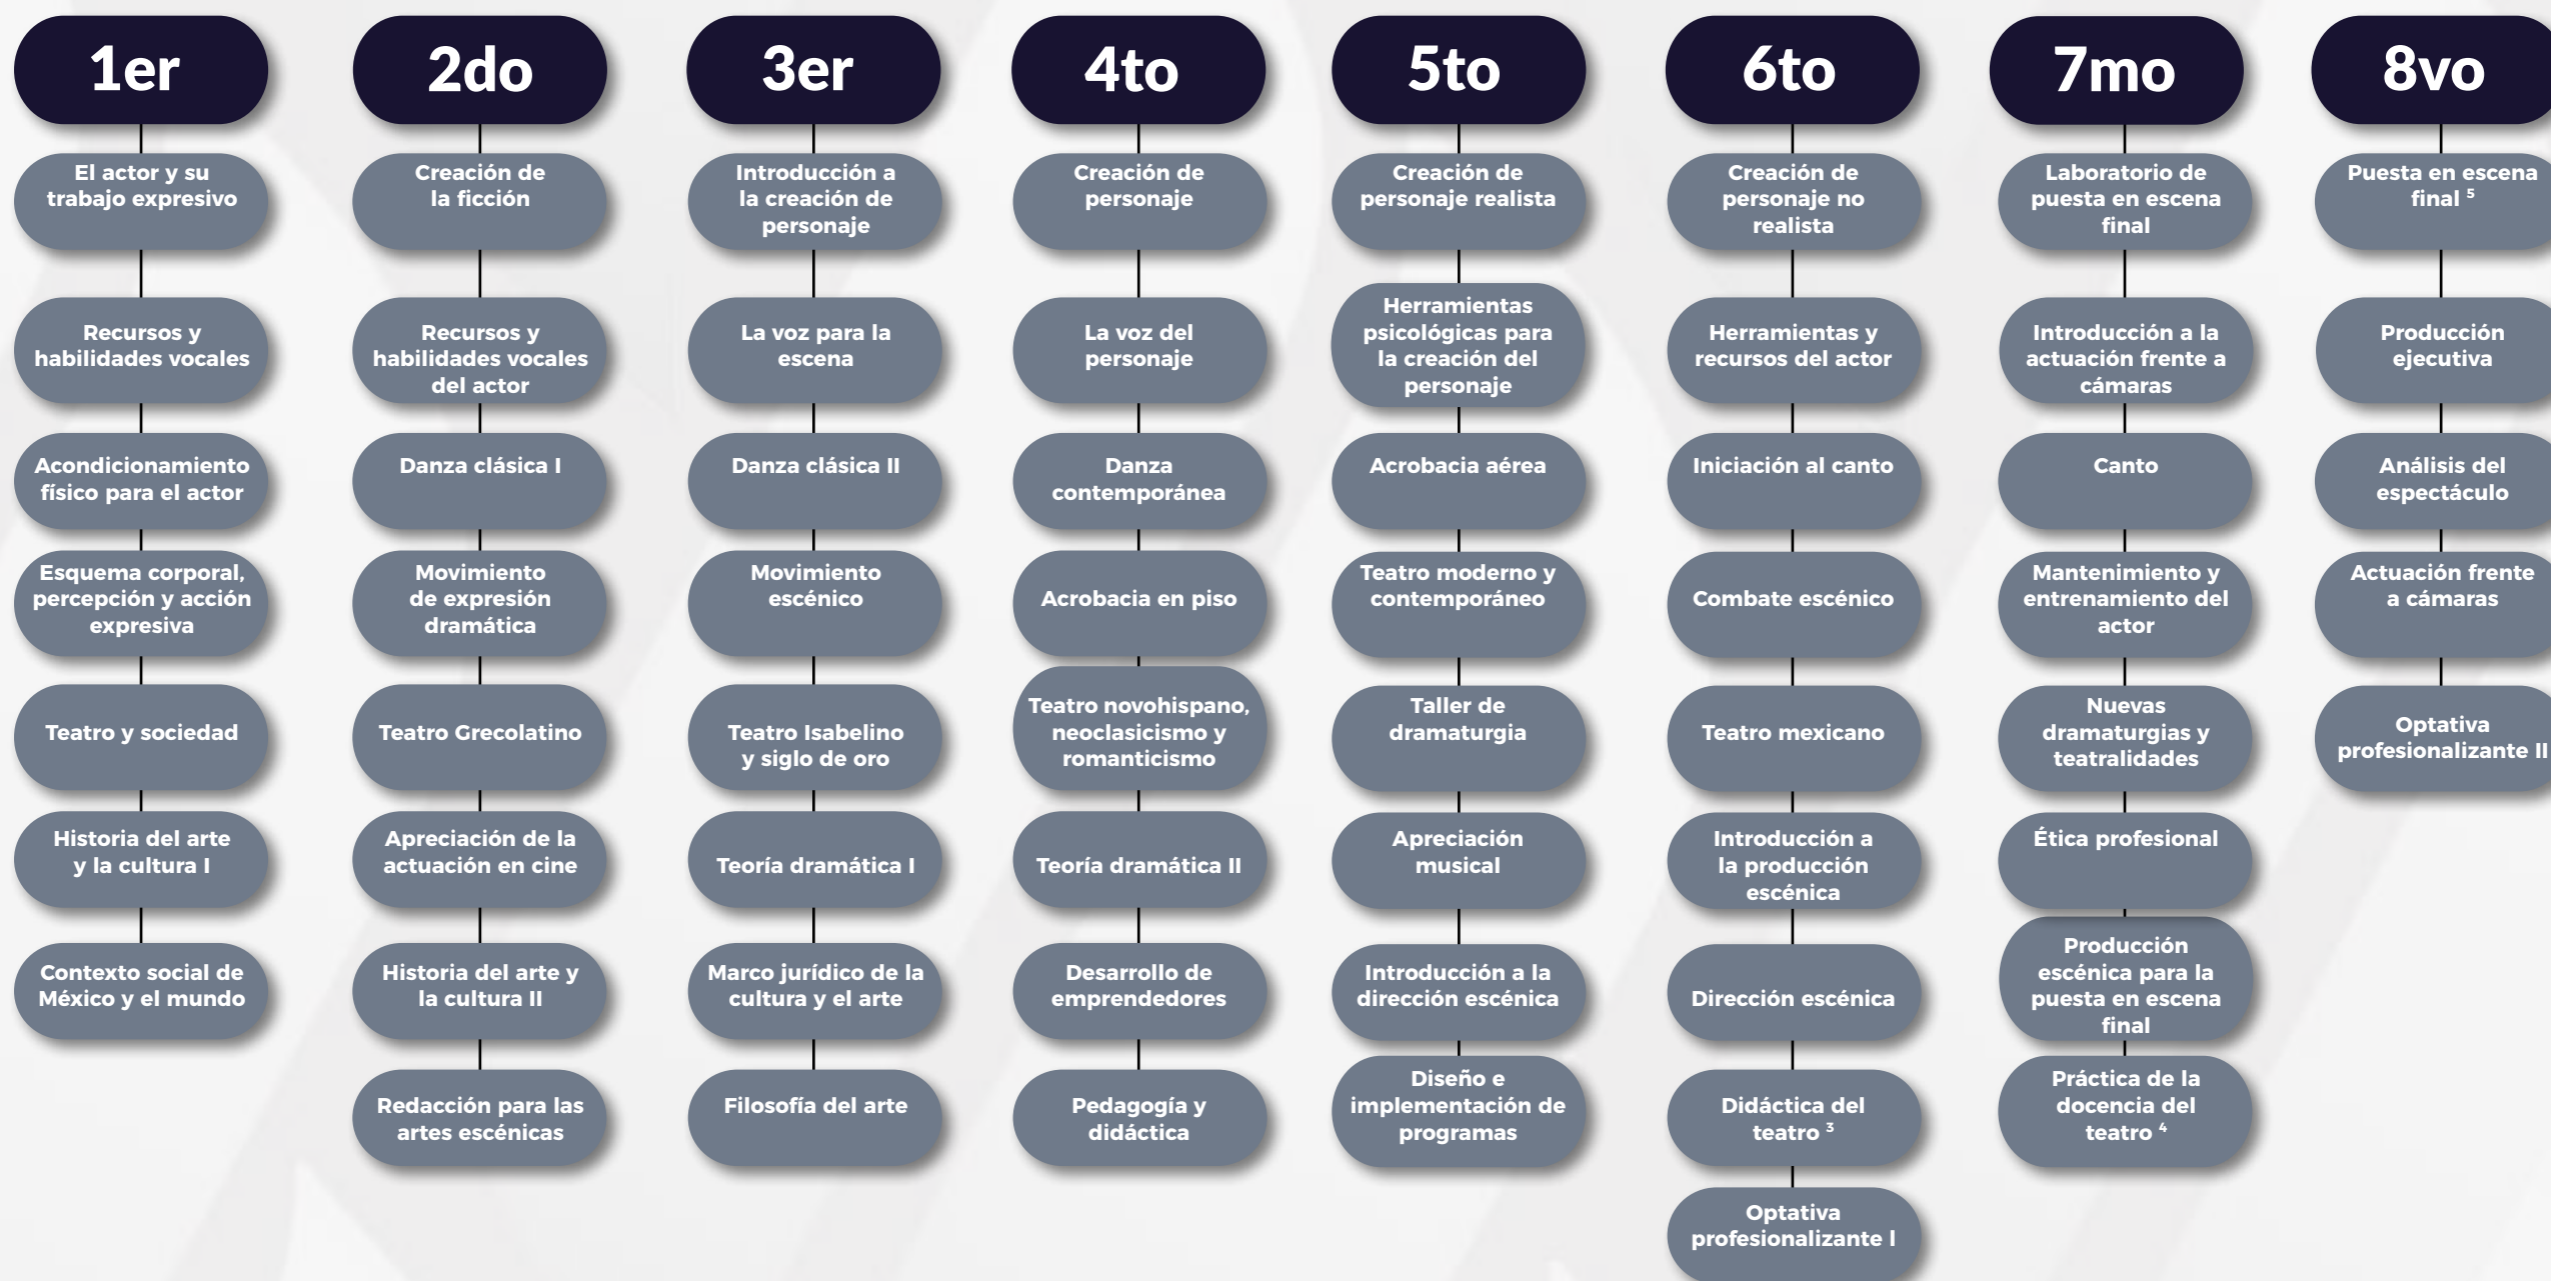 1er
El actor y su
trabajo expresivo
Recursos y
habilidades vocales
Acondicionamiento
físico para el actor
Esquema corporal,
percepción y acción
expresiva
Teatro y sociedad
Historia del arte
y la cultura I
Contexto social de
México y el mundo
2do
Creación de
la ficción
Recursos y
habilidades vocales
del actor
Danza clásica I
Movimiento
de expresión
dramática
Teatro Grecolatino
Apreciación de la
actuación en cine
Historia del arte y
la cultura II
Redacción para las
artes escénicas
3er
Introducción a
la creación de
personaje
La voz para la
escena
Danza clásica II
Movimiento
escénico
Teatro Isabelino
y siglo de oro
Teoría dramática I
Marco jurídico de la
cultura y el arte
Filosofía del arte
4to
Creación de
personaje
La voz del
personaje
Danza
contemporánea
Acrobacia en piso
Teatro novohispano,
neoclasicismo y
romanticismo
Teoría dramática II
Desarrollo de
emprendedores
Pedagogía y
didáctica
5to
Creación de
personaje realista
Herramientas
psicológicas para
la creación del
personaje
Acrobacia aérea
Teatro moderno y
contemporáneo
Taller de
dramaturgia
Apreciación
musical
Introducción a la
dirección escénica
Diseño e
implementación de
programas
6to
Creación de
personaje no
realista
Herramientas y
recursos del actor
Iniciación al canto
Combate escénico
Teatro mexicano
Introducción a
la producción
escénica
Dirección escénica
Didáctica del
teatro ³
Optativa
profesionalizante l
7mo
Laboratorio de
puesta en escena
final
Introducción a la
actuación frente a
cámaras
Canto
Mantenimiento y
entrenamiento del
actor
Nuevas
dramaturgias y
teatralidades
Ética profesional
Producción
escénica para la
puesta en escena
final
Práctica de la
docencia del
teatro ⁴
8vo
Puesta en escena
final ⁵
Producción
ejecutiva
Análisis del
espectáculo
Actuación frente
a cámaras
Optativa
profesionalizante II